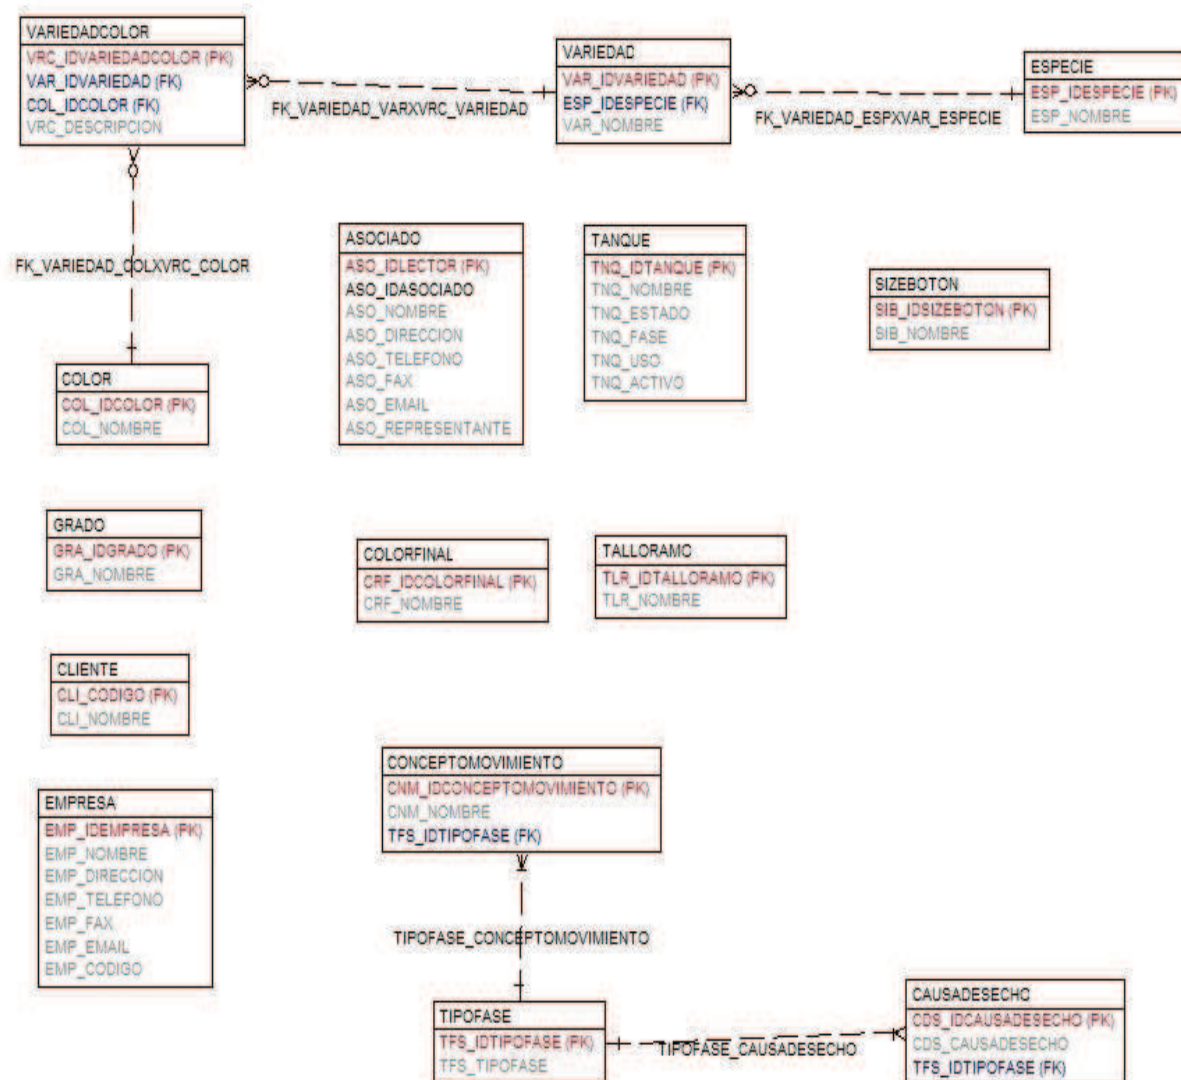 VARIEDADCOLOR
VRC_IDVARIEDADCOLOR (PK)
VAR_IDVARIEDAD (FK)
COL_IDCOLOR (FK)
VRC_DESCRIPCION
FK_VARIEDAD_VARXVRC_VARIEDAD
VARIEDAD
VAR_IDVARIEDAD (PK)
ESP_IDESPECIE (FK)
VAR_NOMBRE
FK_VARIEDAD_ESPXVAR_ESPECIE
ESPECIE
ESP_IDESPECIE (PK)
ESP_NOMBRE
FK_VARIEDAD_COLXVRC_COLOR
ASOCIADO
ASO_IDLECTOR (PK)
ASO_IDASOCIADO
ASO_NOMBRE
ASO_DIRECCION
ASO_TELEFONO
ASO_FAX
ASO_EMAIL
ASO_REPRESENTANTE
TANQUE
TNQ_IDTANQUE (PK)
TNQ_NOMBRE
TNQ_ESTADO
TNQ_FASE
TNQ_USO
TNQ_ACTIVO
SIZEBOTON
SIB_IDSIZEBOTON (PK)
SIB_NOMBRE
COLOR
COL_IDCOLOR (PK)
COL_NOMBRE
GRADO
GRA_IDGRADO (PK)
GRA_NOMBRE
COLORFINAL
CRF_IDCOLORFINAL (PK)
CRF_NOMBRE
TALLORAMO
TLR_IDTALLORAMO (PK)
TLR_NOMBRE
CLIENTE
CLI_CODIGO (PK)
CLI_NOMBRE
CONCEPTOMOVIMIENTO
CNM_IDCONCEPTOMOVIMIENTO (PK)
CNM_NOMBRE
TFS_IDTIPOFASE (FK)
EMPRESA
EMP_IDEMPRESA (PK)
EMP_NOMBRE
EMP_DIRECCION
EMP_TELEFONO
EMP_FAX
EMP_EMAIL
EMP_CODIGO
TIPOFASE_CONCEPTOMOVIMIENTO
TIPOFASE
TFS_IDTIPOFASE (PK)
TFS_TIPOFASE
TIPOFASE_CAUSADESECHO
CAUSADESECHO
CDS_IDCAUSADESECHO (PK)
CDS_CAUSADESECHO
TFS_IDTIPOFASE (FK)